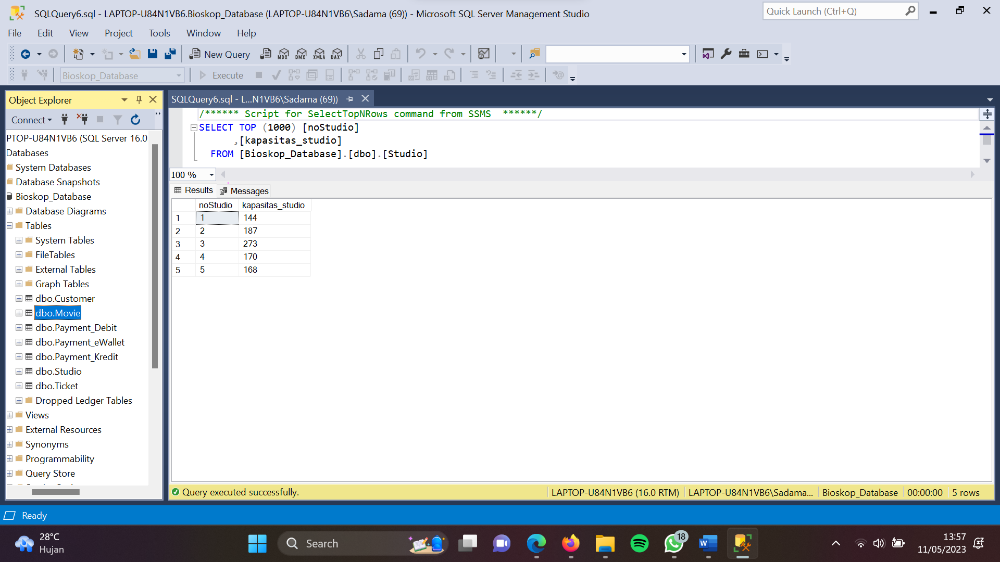 SQLQuery6.sql - LAPTOP-U84N1VB6.Bioskop_Database (LAPTOP-U84N1VB6\Sadama (69)) - Microsoft SQL Server Management Studio
Quick Launch (Ctrl+Q)
File Edit View Project Tools Window Help
New Query MDX DMX XMLA DAX
Bioskop_Database Execute
Object Explorer
Connect
PTOP-U84N1VB6 (SQL Server 16.0
Databases
System Databases
Database Snapshots
Bioskop_Database
Database Diagrams
Tables
System Tables
FileTables
External Tables
Graph Tables
dbo.Customer
dbo.Movie
dbo.Payment_Debit
dbo.Payment_eWallet
dbo.Payment_Kredit
dbo.Studio
dbo.Ticket
Dropped Ledger Tables
Views
External Resources
Synonyms
Programmability
Query Store
SQLQuery6.sql - L...N1VB6\Sadama (69))
/****** Script for SelectTopNRows command from SSMS  ******/
SELECT TOP (1000) [noStudio]
,[kapasitas_studio]
FROM [Bioskop_Database].[dbo].[Studio]
100 %
Results Messages
noStudio kapasitas_studio
1 1 144
2 2 187
3 3 273
4 4 170
5 5 168
Query executed successfully. LAPTOP-U84N1VB6 (16.0 RTM) LAPTOP-U84N1VB6\Sadama... Bioskop_Database 00:00:00 5 rows
Ready
28°C
Hujan
Search
18
13:57
11/05/2023